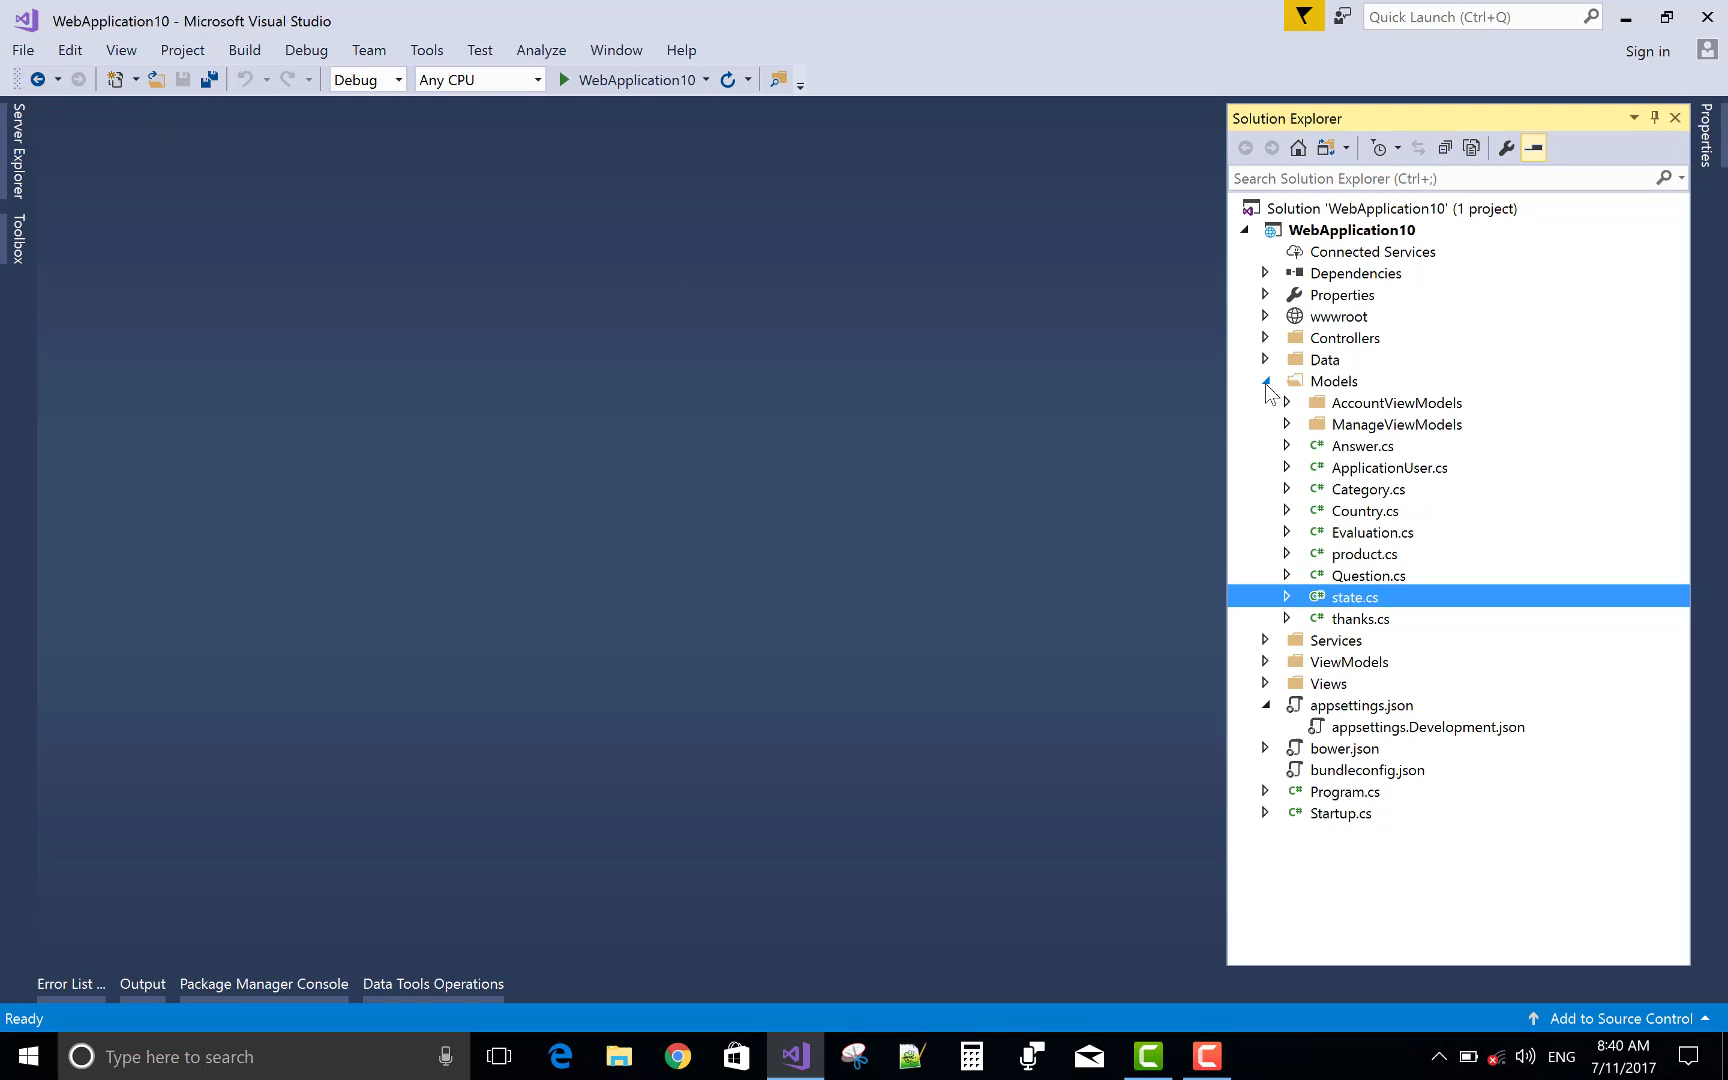 WebApplication10 - Microsoft Visual Studio
Quick Launch (Ctrl+Q)
File Edit View Project Build Debug Team Tools Test Analyze Window Help
Sign in
Debug Any CPU WebApplication10
Server Explorer
Toolbox
Solution Explorer
Properties
Search Solution Explorer (Ctrl+;)
Solution 'WebApplication10' (1 project)
WebApplication10
Connected Services
Dependencies
Properties
wwwroot
Controllers
Data
Models
AccountViewModels
ManageViewModels
C# Answer.cs
C# ApplicationUser.cs
C# Category.cs
C# Country.cs
C# Evaluation.cs
C# product.cs
C# Question.cs
C# state.cs
C# thanks.cs
Services
ViewModels
Views
appsettings.json
appsettings.Development.json
bower.json
bundleconfig.json
C# Program.cs
C# Startup.cs
Error List ... Output Package Manager Console Data Tools Operations
Ready
Add to Source Control
Type here to search
ENG
8:40 AM
7/11/2017